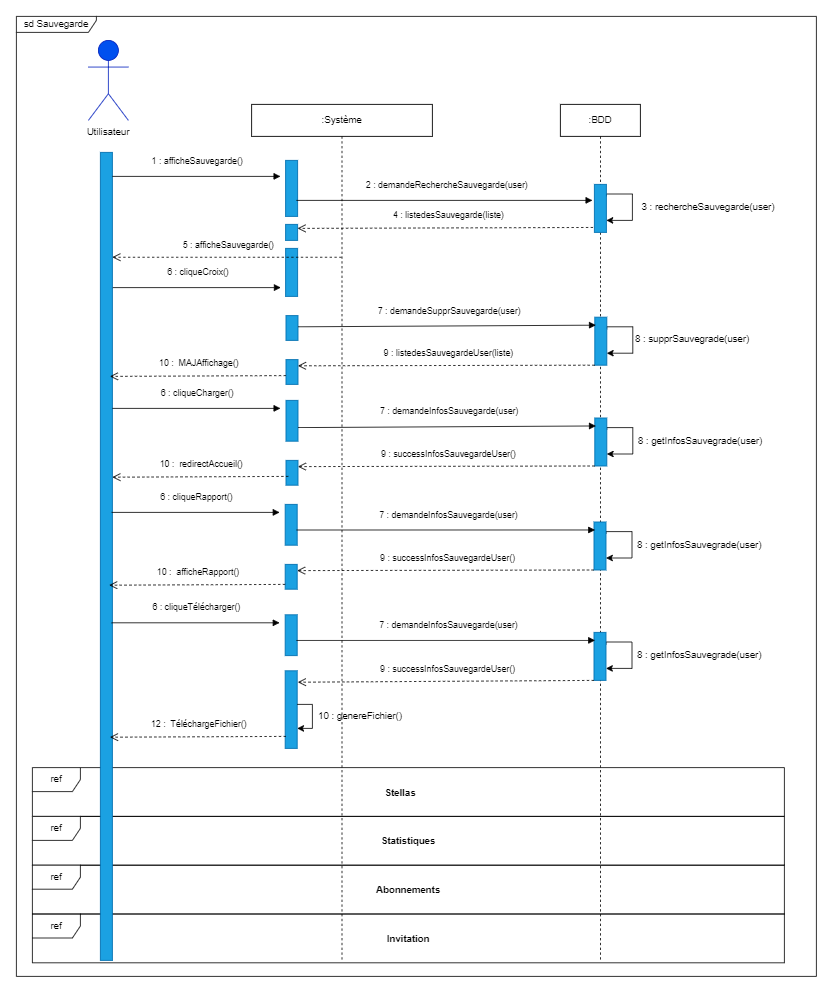 sd Sauvegarde
Utilisateur
:Système
:BDD
1 : afficheSauvegarde()
2 : demandeRechercheSauvegarde(user)
3 : rechercheSauvegarde(user)
4 : listedesSauvegarde(liste)
5 : afficheSauvegarde()
6 : cliqueCroix()
7 : demandeSupprSauvegarde(user)
8 : supprSauvegrade(user)
9 : listedesSauvegardeUser(liste)
10 : MAJAffichage()
6 : cliqueCharger()
7 : demandeInfosSauvegarde(user)
8 : getInfosSauvegrade(user)
9 : successInfosSauvegardeUser()
10 : redirectAccueil()
6 : cliqueRapport()
7 : demandeInfosSauvegarde(user)
8 : getInfosSauvegrade(user)
9 : successInfosSauvegardeUser()
10 : afficheRapport()
6 : cliqueTélécharger()
7 : demandeInfosSauvegarde(user)
8 : getInfosSauvegrade(user)
9 : successInfosSauvegardeUser()
10 : genereFichier()
12 : TéléchargeFichier()
ref
Stellas
ref
Statistiques
ref
Abonnements
ref
Invitation